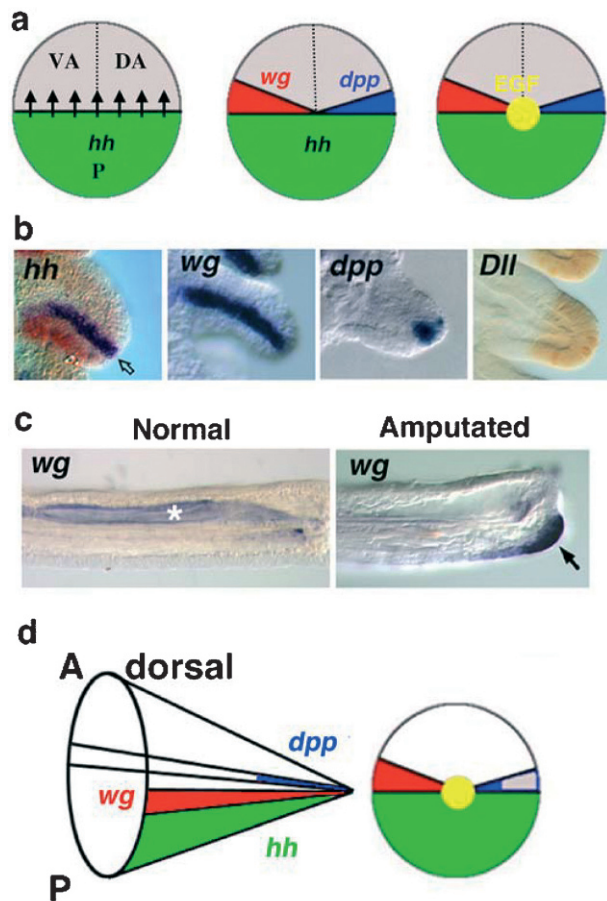 a
VA DA
hh
P
wg dpp
hh
EGF
b
hh wg dpp Dll
c
Normal Amputated
wg wg
*
d
A dorsal
dpp
wg
hh
P